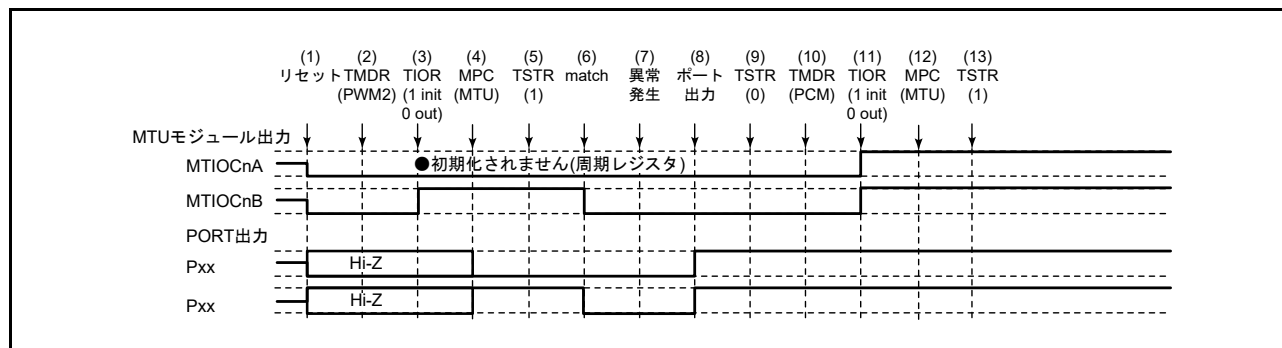 (1) (2) (3) (4) (5) (6) (7) (8) (9) (10) (11) (12) (13)
リセット TMDR TIOR MPC TSTR match 異常 ポート TSTR TMDR TIOR MPC TSTR
(PWM2) (1 init (MTU) (1) 発生 出力 (0) (PCM) (1 init (MTU) (1)
0 out) 0 out)
MTUモジュール出力
MTIOCnA ●初期化されません(周期レジスタ)
MTIOCnB
PORT出力
Pxx Hi-Z
Pxx Hi-Z